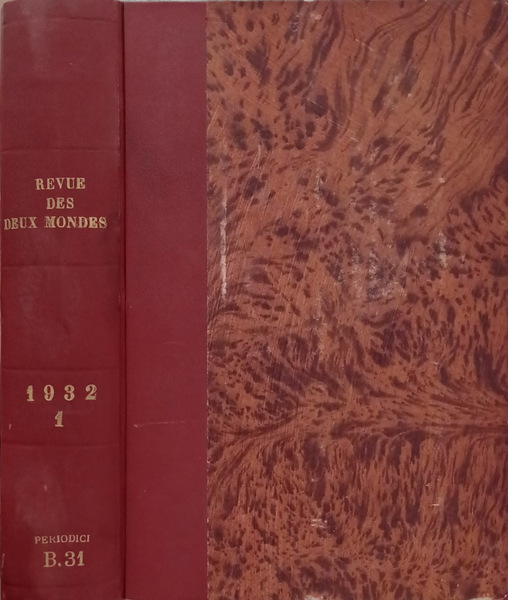 REVUE
DES
DEUX MONDES
1932
1
PERIODICI
B.31